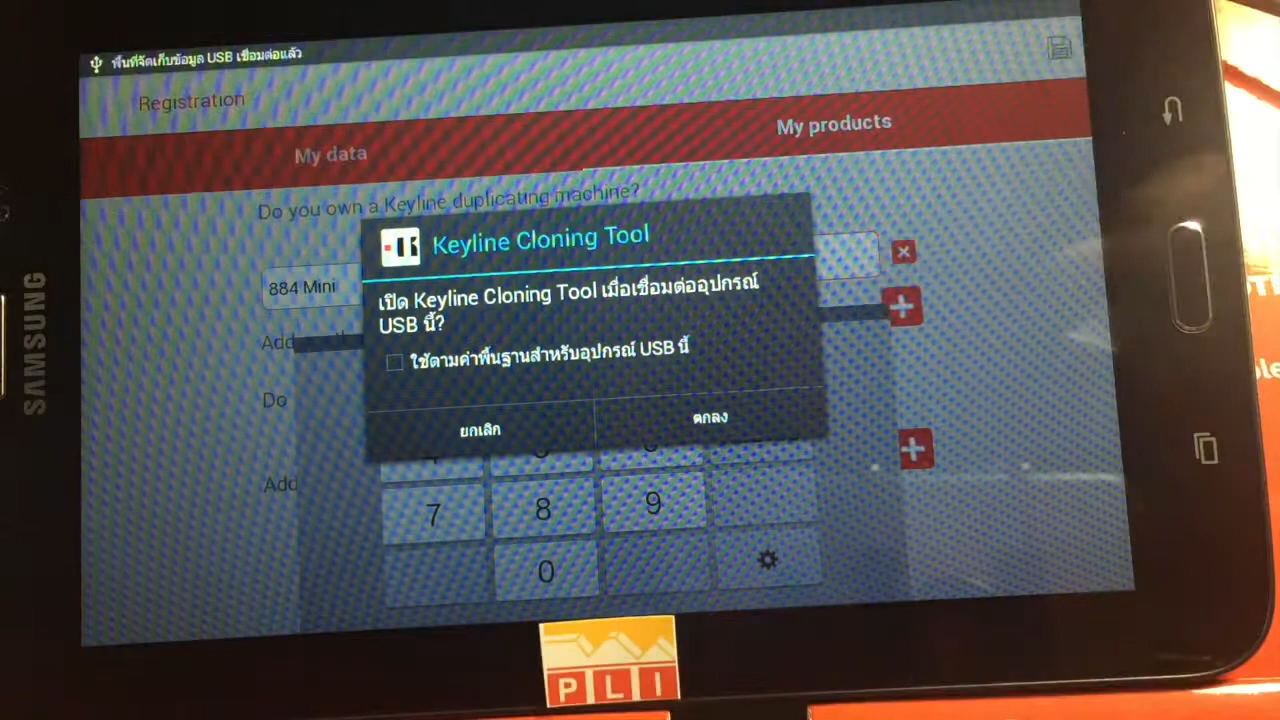 พื้นที่จัดเก็บข้อมูล USB เชื่อมต่อแล้ว
Registration
My data
My products
Do you own a Keyline duplicating machine?
Keyline Cloning Tool
884 Mini
เปิด Keyline Cloning Tool เมื่อเชื่อมต่ออุปกรณ์
USB นี้?
ใช้ตามค่าพื้นฐานสำหรับอุปกรณ์ USB นี้
Do
ยกเลิก
ตกลง
Add
7
8
9
0
SAMSUNG
PLI